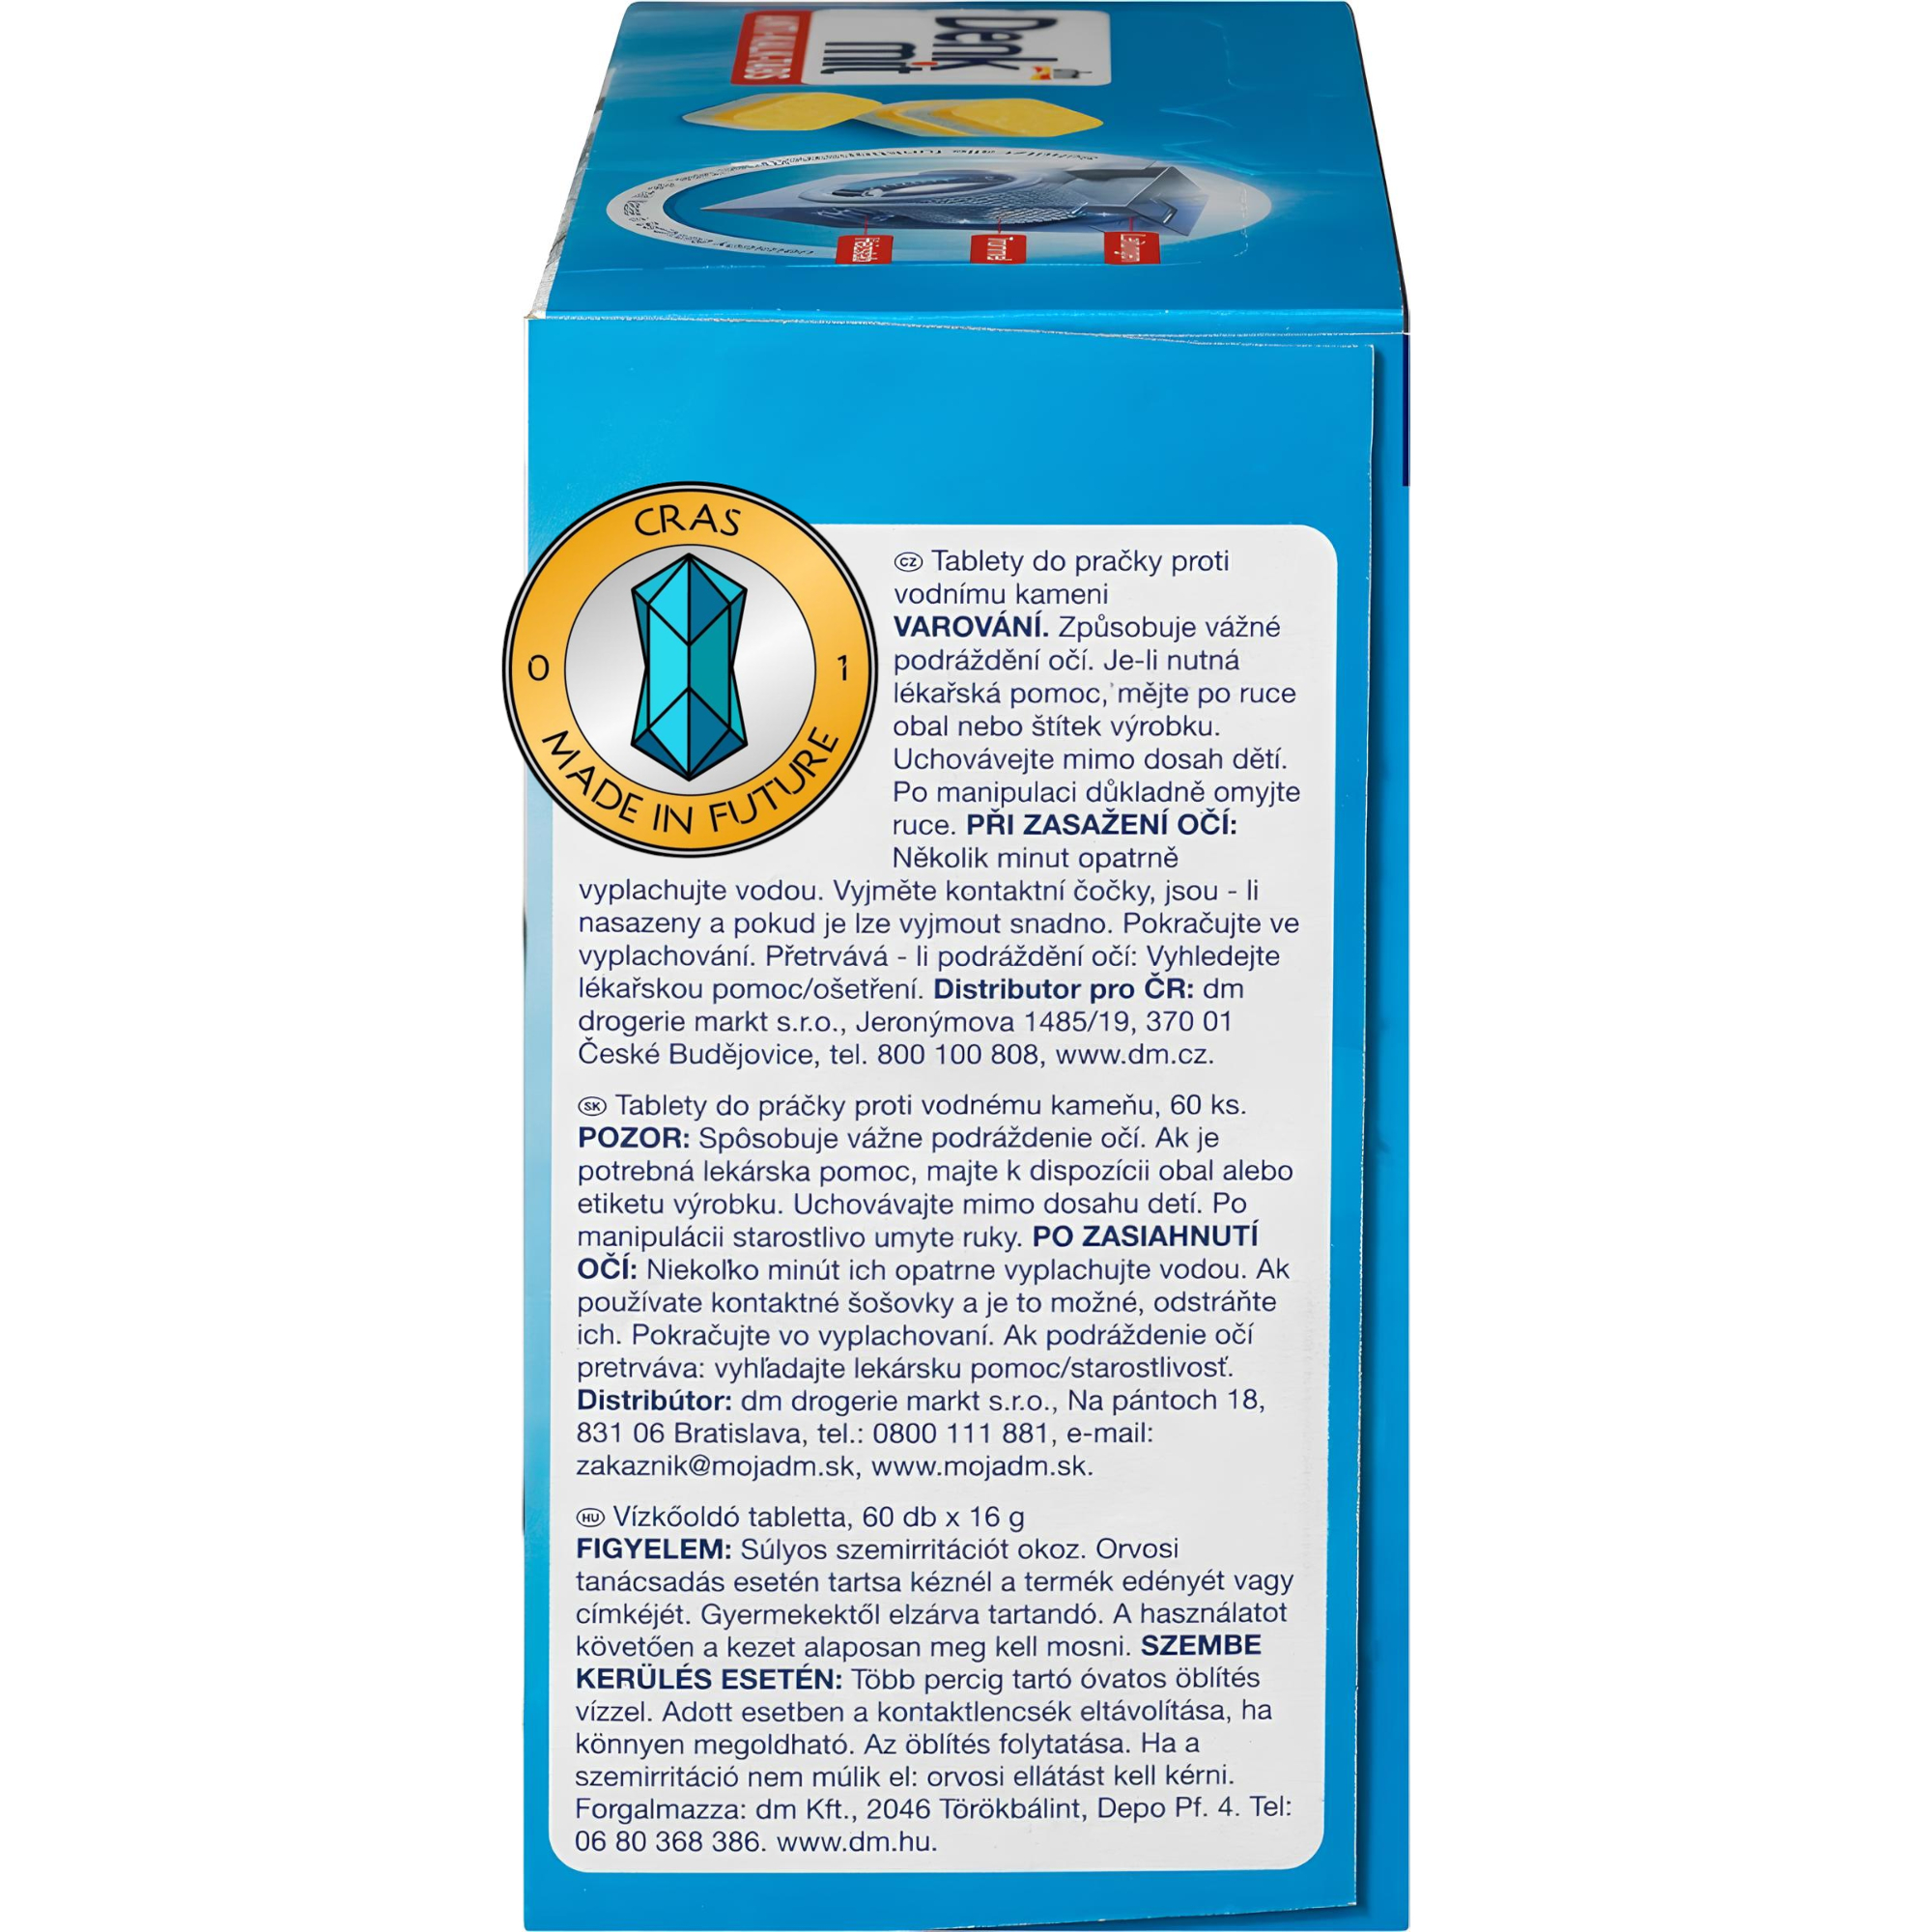 Denk
mit
CRAS
0 1
MADE IN FUTURE
CZ Tablety do pračky proti
vodnímu kameni
VAROVÁNÍ. Způsobuje vážné
podráždění očí. Je-li nutná
lékařská pomoc, mějte po ruce
obal nebo štítek výrobku.
Uchovávejte mimo dosah dětí.
Po manipulaci důkladně omyjte
ruce. PŘI ZASAŽENÍ OČÍ:
Několik minut opatrně
vyplachujte vodou. Vyjměte kontaktní čočky, jsou - li
nasazeny a pokud je lze vyjmout snadno. Pokračujte ve
vyplachování. Přetrvává - li podráždění očí: Vyhledejte
lékařskou pomoc/ošetření. Distributor pro ČR: dm
drogerie markt s.r.o., Jeronýmova 1485/19, 370 01
České Budějovice, tel. 800 100 808, www.dm.cz.
SK Tablety do práčky proti vodnému kameňu, 60 ks.
POZOR: Spôsobuje vážne podráždenie očí. Ak je
potrebná lekárska pomoc, majte k dispozícii obal alebo
etiketu výrobku. Uchovávajte mimo dosahu detí. Po
manipulácii starostlivo umyte ruky. PO ZASIAHNUTÍ
OČÍ: Niekoľko minút ich opatrne vyplachujte vodou. Ak
používate kontaktné šošovky a je to možné, odstráňte
ich. Pokračujte vo vyplachovaní. Ak podráždenie očí
pretrváva: vyhľadajte lekársku pomoc/starostlivosť.
Distribútor: dm drogerie markt s.r.o., Na pántoch 18,
831 06 Bratislava, tel.: 0800 111 881, e-mail:
zakaznik@mojadm.sk, www.mojadm.sk.
HU Vízkőoldó tabletta, 60 db x 16 g
FIGYELEM: Súlyos szemirritációt okoz. Orvosi
tanácsadás esetén tartsa kéznél a termék edényét vagy
címkéjét. Gyermekektől elzárva tartandó. A használatot
követően a kezet alaposan meg kell mosni. SZEMBE
KERÜLÉS ESETÉN: Több percig tartó óvatos öblítés
vízzel. Adott esetben a kontaktlencsék eltávolítása, ha
könnyen megoldható. Az öblítés folytatása. Ha a
szemirritáció nem múlik el: orvosi ellátást kell kérni.
Forgalmazza: dm Kft., 2046 Törökbálint, Depo Pf. 4. Tel:
06 80 368 386. www.dm.hu.